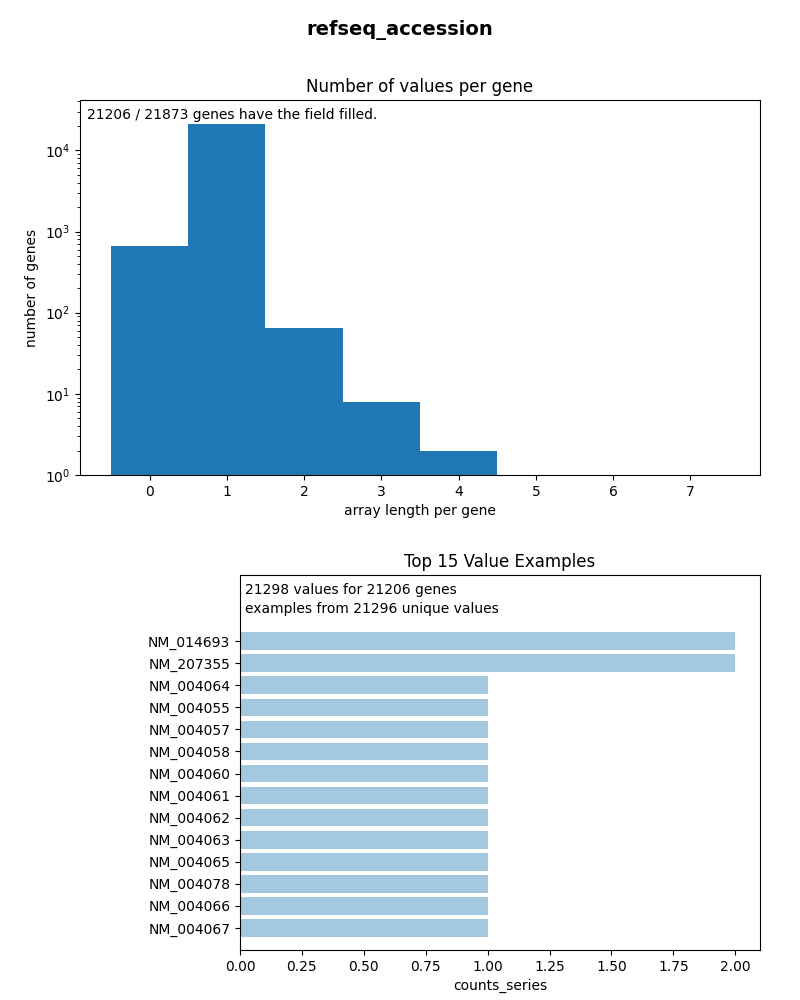 refseq_accession
Number of values per gene
21206 / 21873 genes have the field filled.
number of genes
10^4
10^3
10^2
10^1
10^0
0 1 2 3 4 5 6 7
array length per gene
Top 15 Value Examples
21298 values for 21206 genes
examples from 21296 unique values
NM_014693
NM_207355
NM_004064
NM_004055
NM_004057
NM_004058
NM_004060
NM_004061
NM_004062
NM_004063
NM_004065
NM_004078
NM_004066
NM_004067
0.00 0.25 0.50 0.75 1.00 1.25 1.50 1.75 2.00
counts_series